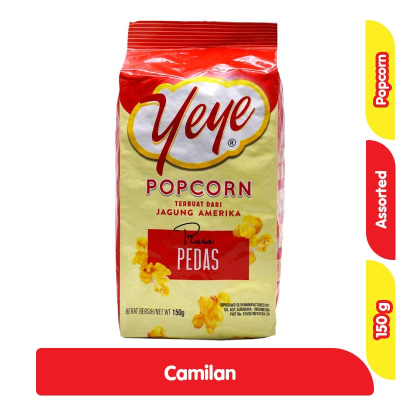 Yeye
®
POPCORN
TERBUAT DARI
JAGUNG AMERIKA
Rasa
PEDAS
BERAT BERSIH/NET WT 150g
Popcorn
Assorted
150 g
Camilan